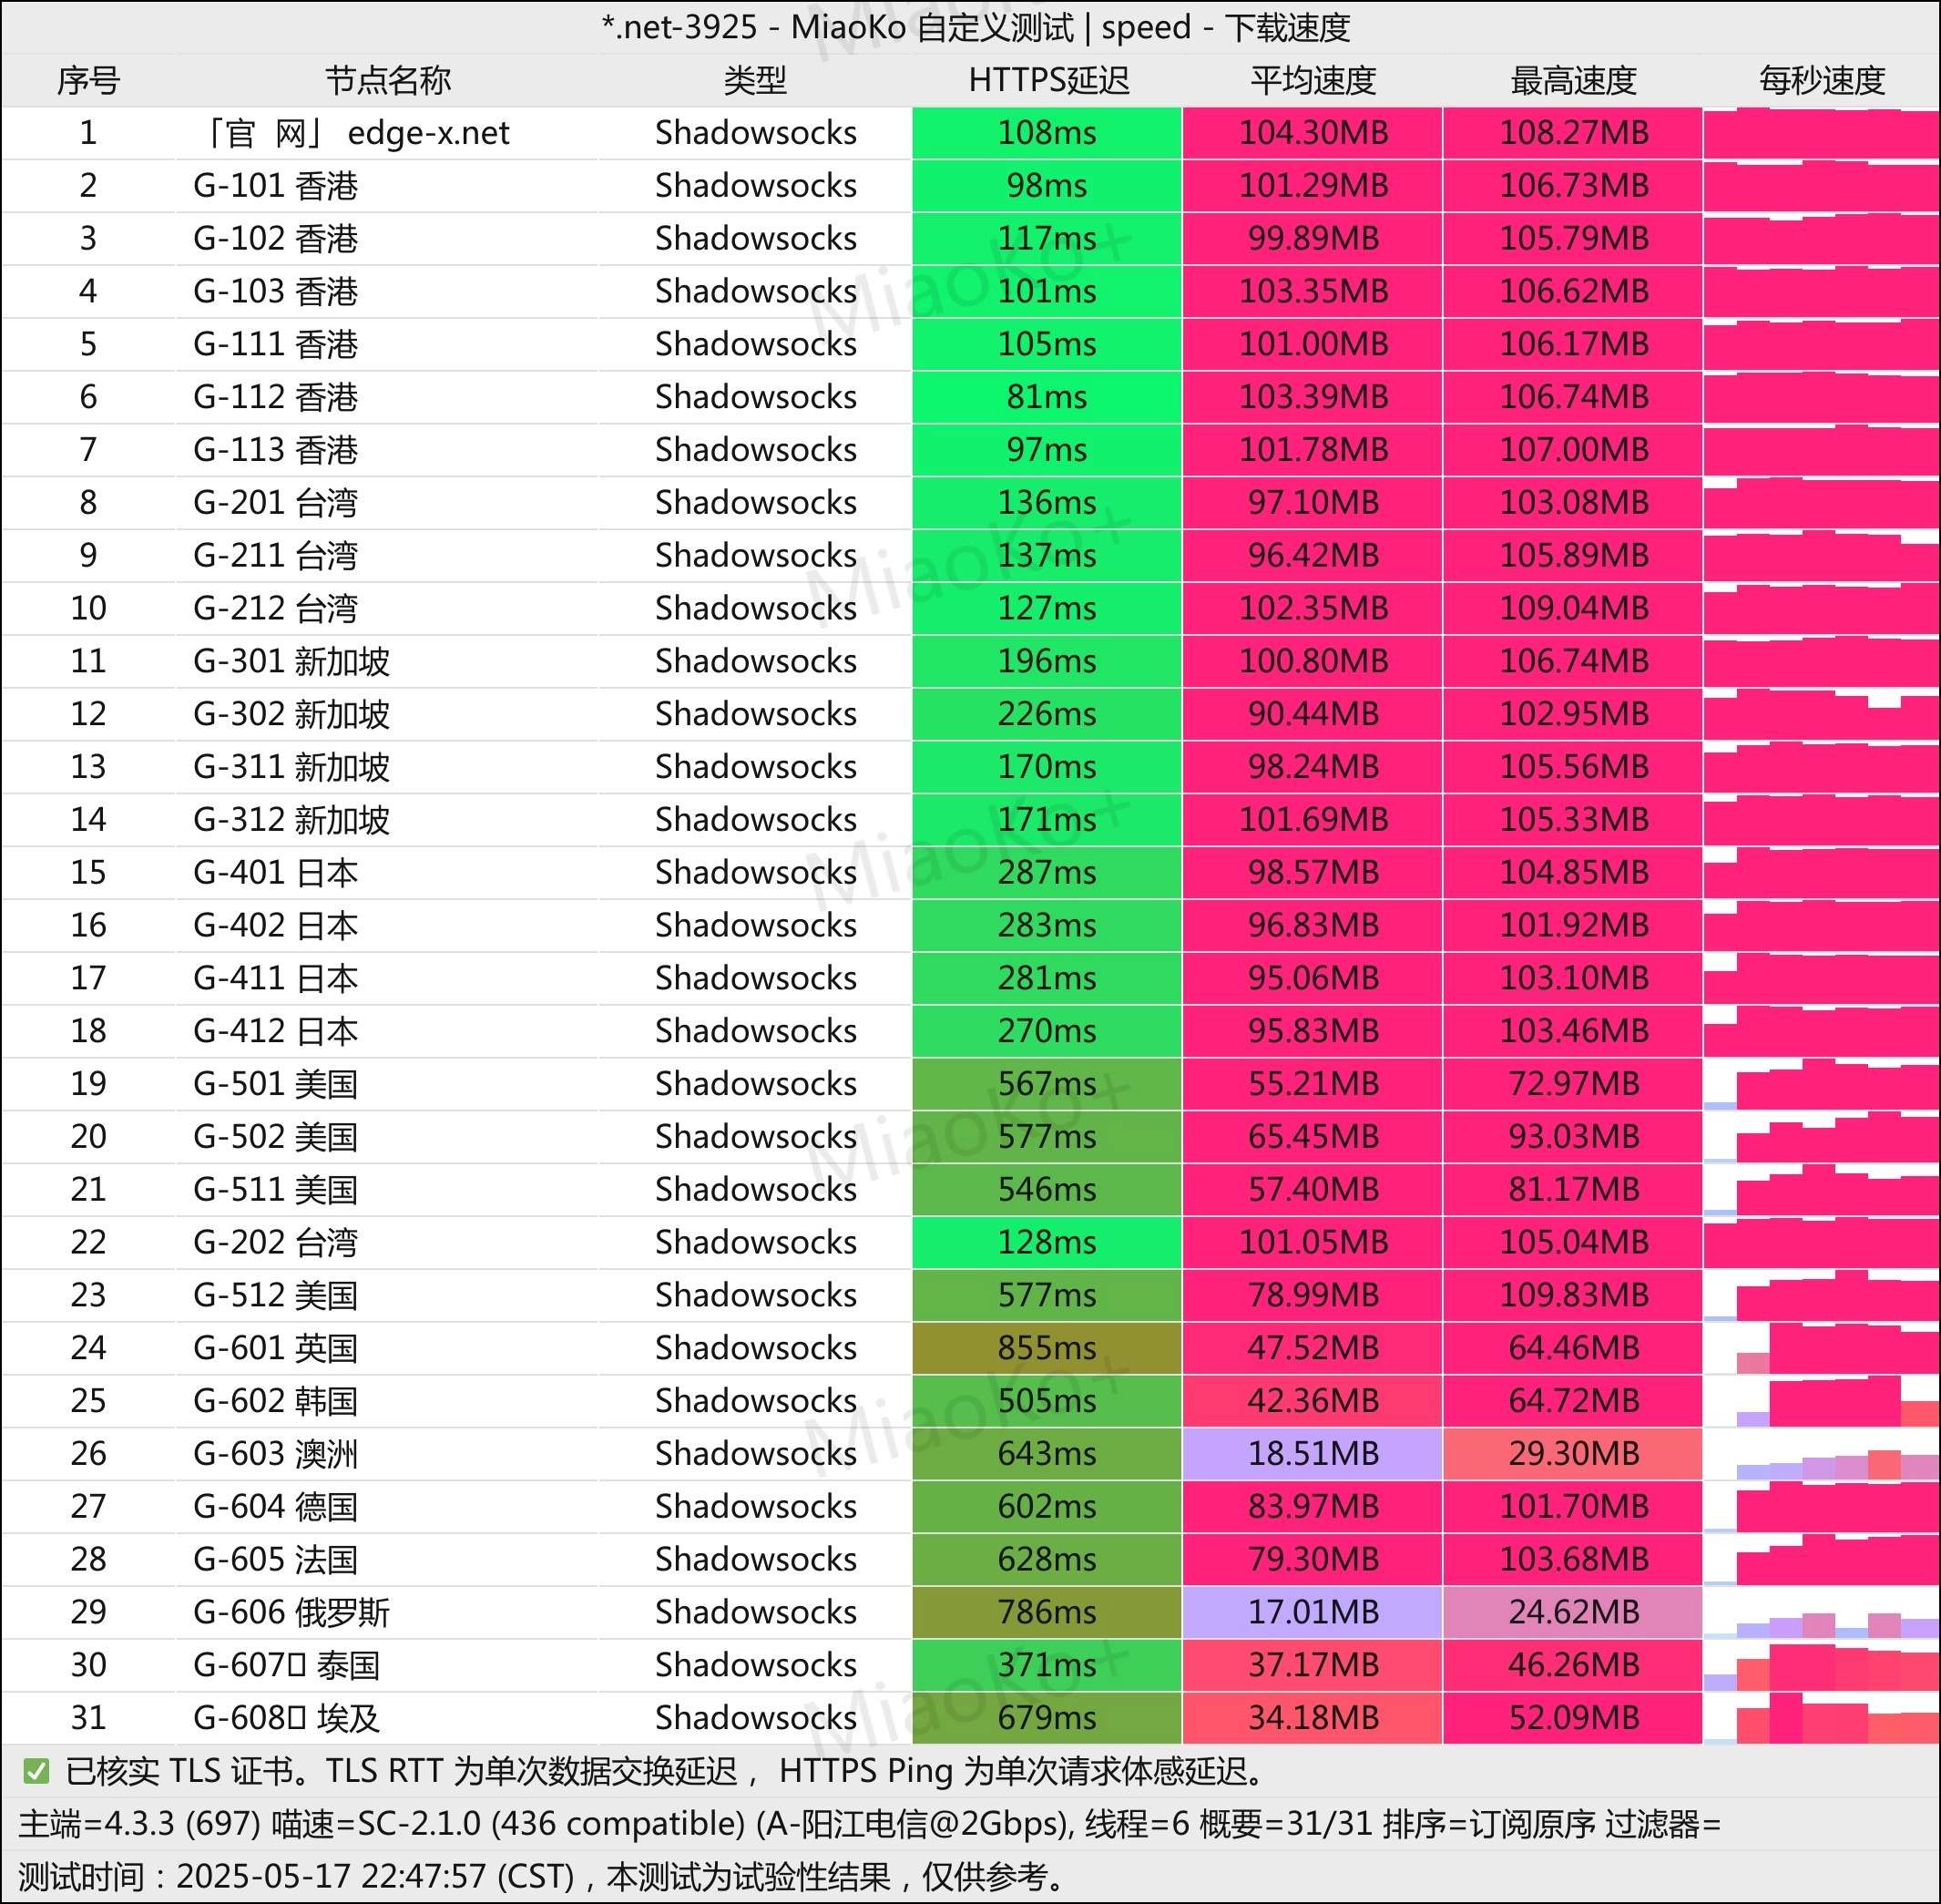 *.net-3925 - MiaoKo 自定义测试 | speed - 下载速度
序号 节点名称 类型 HTTPS延迟 平均速度 最高速度 每秒速度
1 「官 网」 edge-x.net Shadowsocks 108ms 104.30MB 108.27MB
2 G-101 香港 Shadowsocks 98ms 101.29MB 106.73MB
3 G-102 香港 Shadowsocks 117ms 99.89MB 105.79MB
4 G-103 香港 Shadowsocks 101ms 103.35MB 106.62MB
5 G-111 香港 Shadowsocks 105ms 101.00MB 106.17MB
6 G-112 香港 Shadowsocks 81ms 103.39MB 106.74MB
7 G-113 香港 Shadowsocks 97ms 101.78MB 107.00MB
8 G-201 台湾 Shadowsocks 136ms 97.10MB 103.08MB
9 G-211 台湾 Shadowsocks 137ms 96.42MB 105.89MB
10 G-212 台湾 Shadowsocks 127ms 102.35MB 109.04MB
11 G-301 新加坡 Shadowsocks 196ms 100.80MB 106.74MB
12 G-302 新加坡 Shadowsocks 226ms 90.44MB 102.95MB
13 G-311 新加坡 Shadowsocks 170ms 98.24MB 105.56MB
14 G-312 新加坡 Shadowsocks 171ms 101.69MB 105.33MB
15 G-401 日本 Shadowsocks 287ms 98.57MB 104.85MB
16 G-402 日本 Shadowsocks 283ms 96.83MB 101.92MB
17 G-411 日本 Shadowsocks 281ms 95.06MB 103.10MB
18 G-412 日本 Shadowsocks 270ms 95.83MB 103.46MB
19 G-501 美国 Shadowsocks 567ms 55.21MB 72.97MB
20 G-502 美国 Shadowsocks 577ms 65.45MB 93.03MB
21 G-511 美国 Shadowsocks 546ms 57.40MB 81.17MB
22 G-202 台湾 Shadowsocks 128ms 101.05MB 105.04MB
23 G-512 美国 Shadowsocks 577ms 78.99MB 109.83MB
24 G-601 英国 Shadowsocks 855ms 47.52MB 64.46MB
25 G-602 韩国 Shadowsocks 505ms 42.36MB 64.72MB
26 G-603 澳洲 Shadowsocks 643ms 18.51MB 29.30MB
27 G-604 德国 Shadowsocks 602ms 83.97MB 101.70MB
28 G-605 法国 Shadowsocks 628ms 79.30MB 103.68MB
29 G-606 俄罗斯 Shadowsocks 786ms 17.01MB 24.62MB
30 G-607 泰国 Shadowsocks 371ms 37.17MB 46.26MB
31 G-608 埃及 Shadowsocks 679ms 34.18MB 52.09MB
✅ 已核实 TLS 证书。TLS RTT 为单次数据交换延迟， HTTPS Ping 为单次请求体感延迟。
主端=4.3.3 (697) 喵速=SC-2.1.0 (436 compatible) (A-阳江电信@2Gbps), 线程=6 概要=31/31 排序=订阅原序 过滤器=
测试时间：2025-05-17 22:47:57 (CST)，本测试为试验性结果，仅供参考。